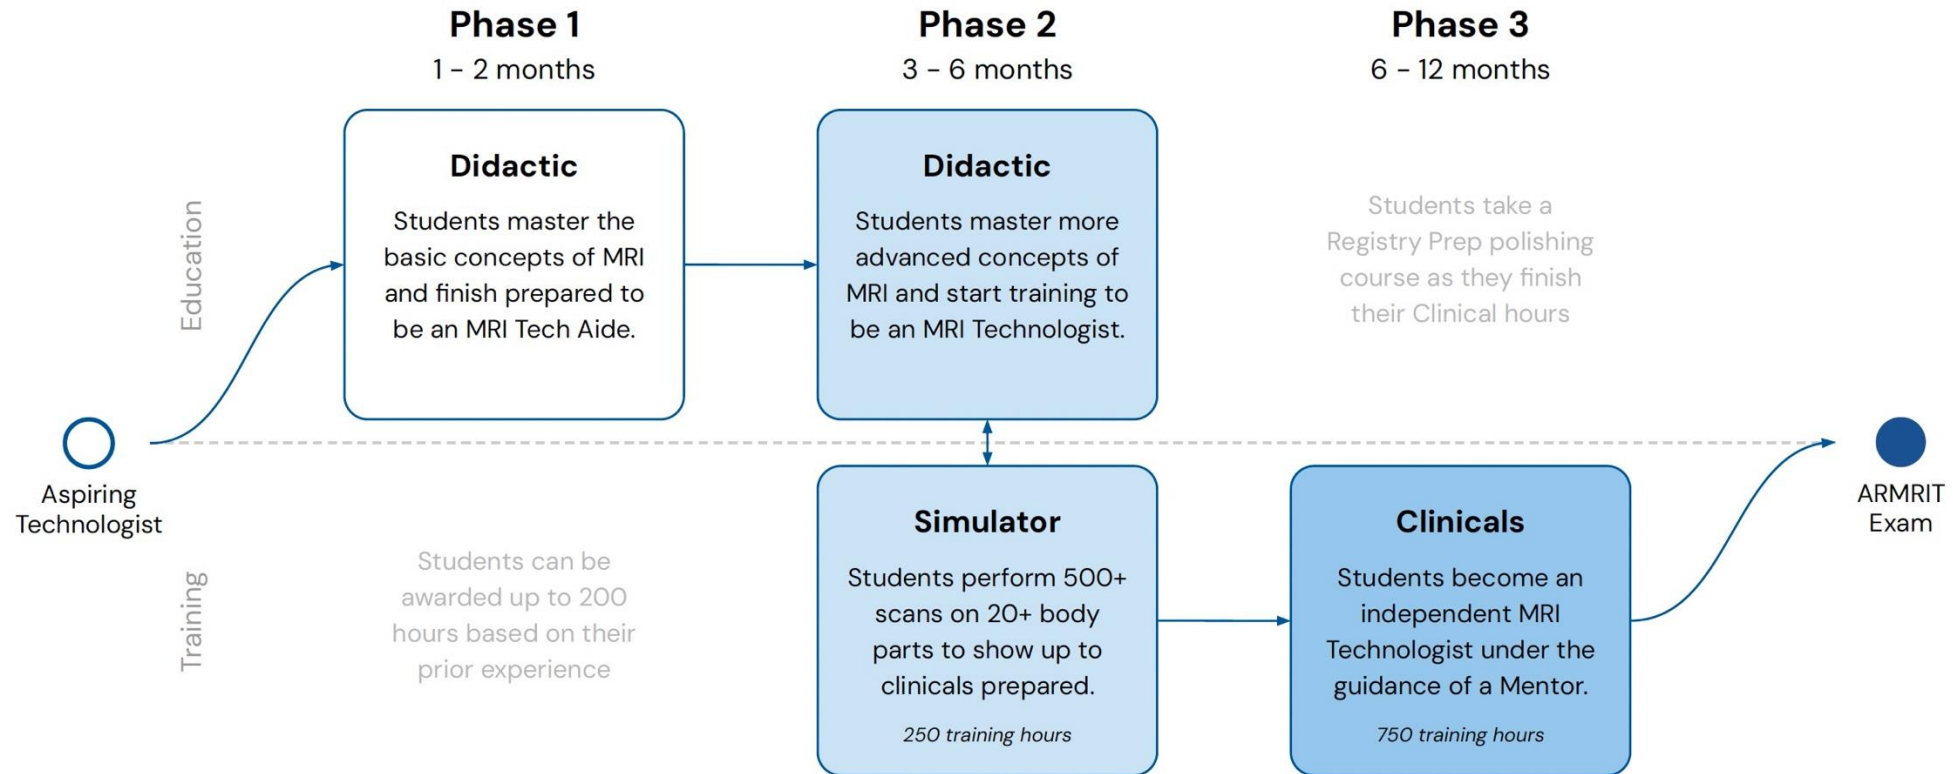 Phase 1
1 – 2 months
Phase 2
3 – 6 months
Phase 3
6 – 12 months
Education
Didactic
Students master the
basic concepts of MRI
and finish prepared to
be an MRI Tech Aide.
Didactic
Students master more
advanced concepts of
MRI and start training to
be an MRI Technologist.
Students take a
Registry Prep polishing
course as they finish
their Clinical hours
Aspiring
Technologist
ARMRIT
Exam
Training
Students can be
awarded up to 200
hours based on their
prior experience
Simulator
Students perform 500+
scans on 20+ body
parts to show up to
clinicals prepared.
250 training hours
Clinicals
Students become an
independent MRI
Technologist under the
guidance of a Mentor.
750 training hours